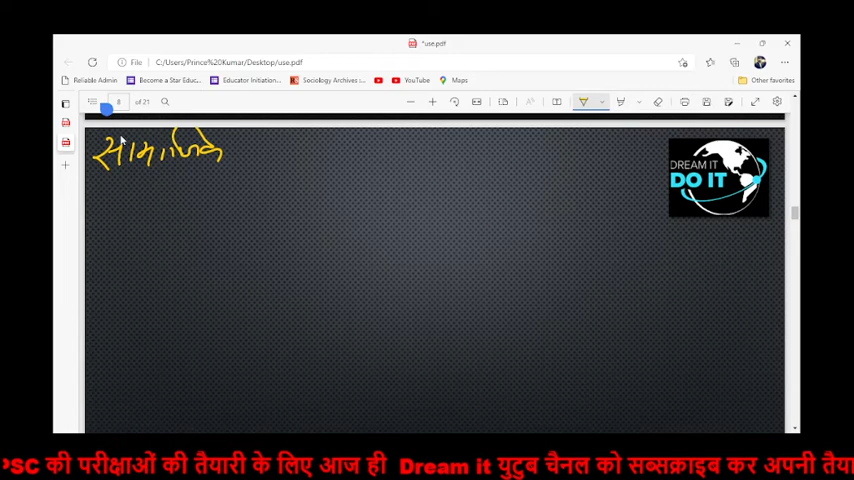 *use.pdf
File C:/Users/Prince%20Kumar/Desktop/use.pdf
Reliable Admin Become a Star Educ... Educator Initiation... Sociology Archives :... YouTube Maps Other favorites
8 of 21
सामाजिक
DREAM IT
DO IT
PSC की परीक्षाओं की तैयारी के लिए आज ही Dream it युटुब चैनल को सब्सक्राइब कर अपनी तैया